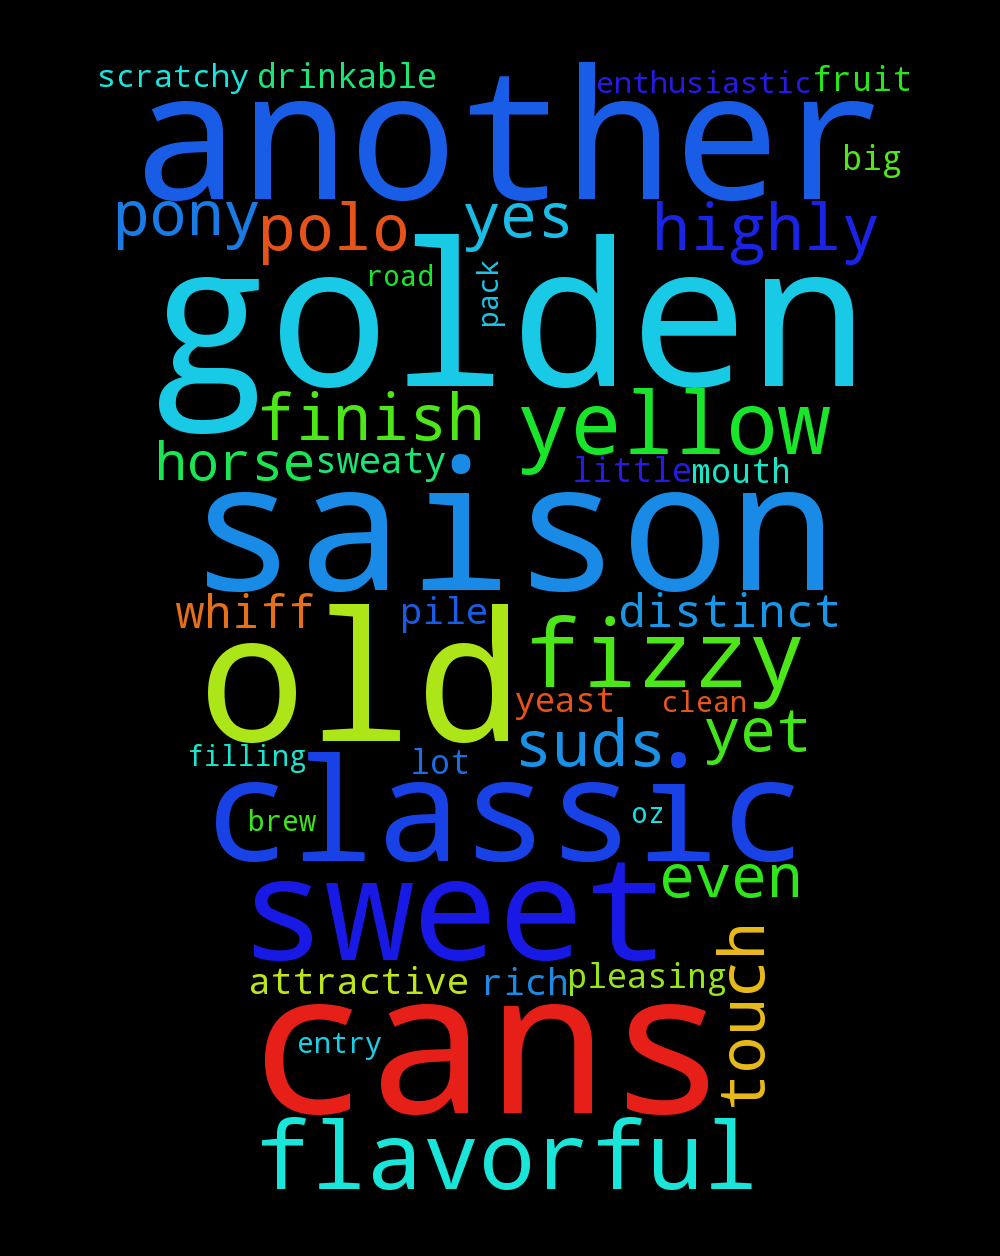 scratchy drinkable enthusiastic fruit
another
big
pony polo yes highly
golden
road pack
finish yellow
horse sweaty little mouth
saison
whiff pile distinct
old fizzy
yeast clean
suds yet
filling lot
classic
brew oz
sweet even
touch
attractive rich pleasing
cans
entry
flavorful